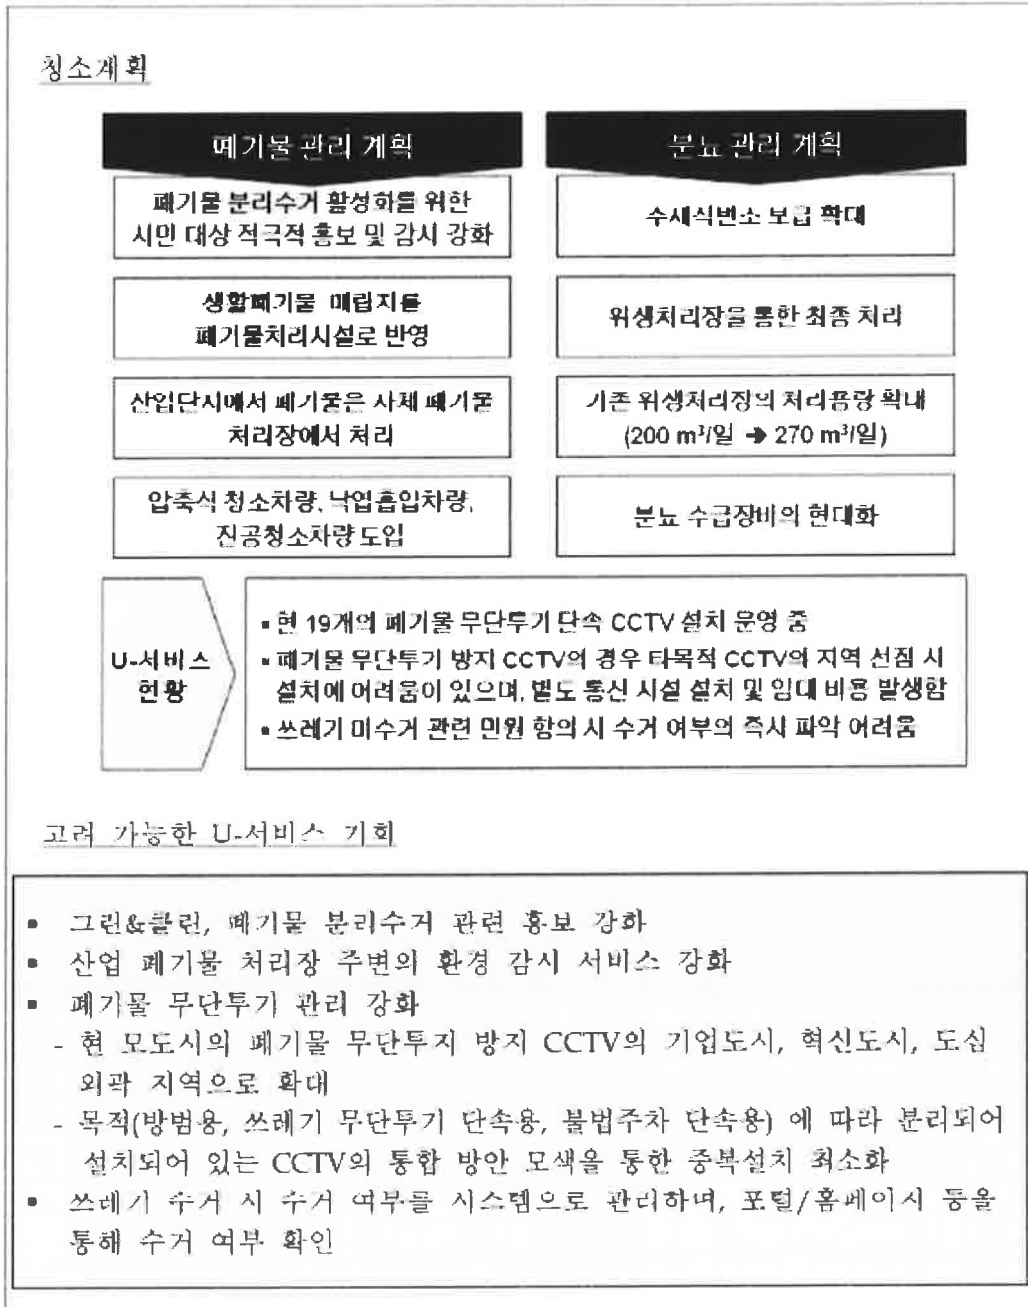 청소계획
폐기물 관리 계획
분뇨 관리 계획
폐기물 분리수거 활성화를 위한
시민 대상 적극적 홍보 및 감시 강화
수세식변소 보급 확대
생활폐기물 매립지를
폐기물처리시설로 반영
위생처리장을 통한 최종 처리
산업단지에서 폐기물은 자체 폐기물
처리장에서 처리
기존 위생처리장의 처리용량 확대
(200 m³/일 → 270 m³/일)
압축식 청소차량, 낙엽흡입차량,
진공청소차량 도입
분뇨 수급장비의 현대화
U-서비스
현황
▪ 현 19개의 폐기물 무단투기 단속 CCTV 설치 운영 중
▪ 폐기물 무단투기 방지 CCTV의 경우 타목적 CCTV의 지역 선점 시
설치에 어려움이 있으며, 별도 통신 시설 설치 및 임대 비용 발생함
▪ 쓰레기 미수거 관련 민원 항의 시 수거 여부의 즉시 파악 어려움
고려 가능한 U-서비스 기회
▪ 그린&클린, 폐기물 분리수거 관련 홍보 강화
▪ 산업 폐기물 처리장 주변의 환경 감시 서비스 강화
▪ 폐기물 무단투기 관리 강화
- 현 모도시의 폐기물 무단투지 방지 CCTV의 기업도시, 혁신도시, 도심
외곽 지역으로 확대
- 목적(방범용, 쓰레기 무단투기 단속용, 불법주차 단속용) 에 따라 분리되어
설치되어 있는 CCTV의 통합 방안 모색을 통한 중복설치 최소화
▪ 쓰레기 수거 시 수거 여부를 시스템으로 관리하며, 포털/홈페이지 등을
통해 수거 여부 확인